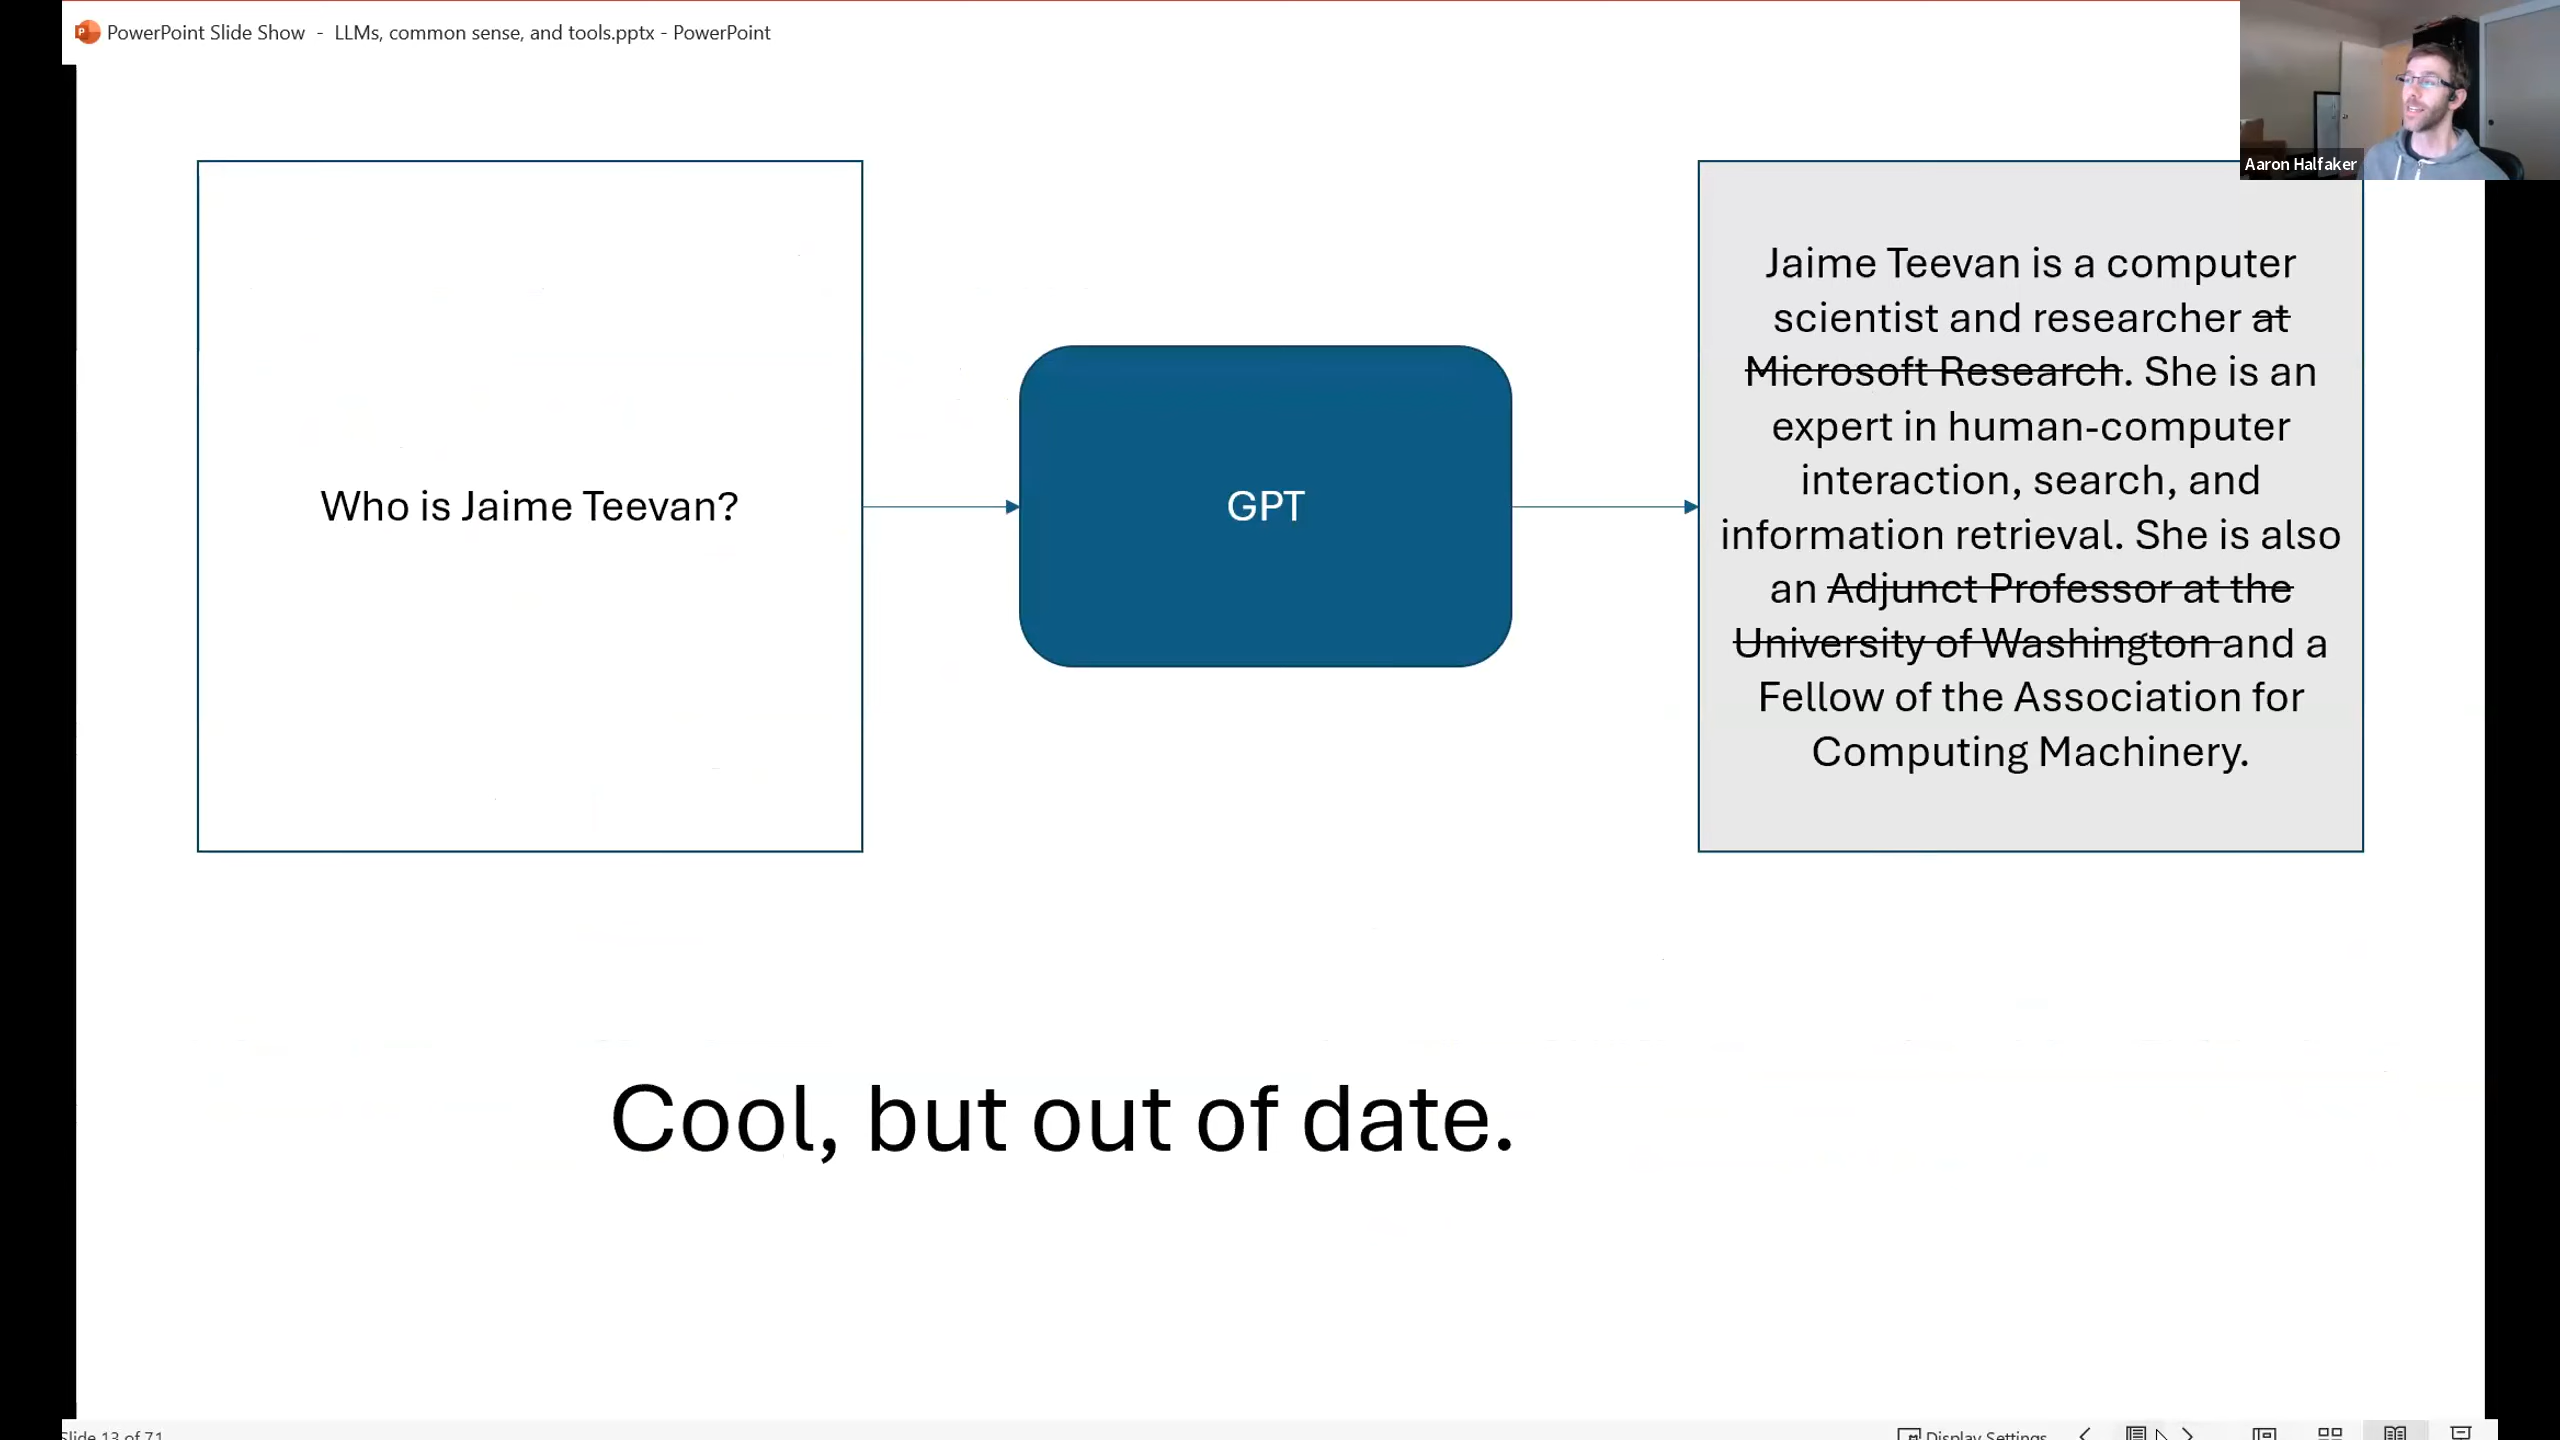 PowerPoint Slide Show - LLMs, common sense, and tools.pptx - PowerPoint
Aaron Halfaker
Who is Jaime Teevan?
GPT
Jaime Teevan is a computer
scientist and researcher at
Microsoft Research. She is an
expert in human-computer
interaction, search, and
information retrieval. She is also
an Adjunct Professor at the
University of Washington and a
Fellow of the Association for
Computing Machinery.
Cool, but out of date.
Slide 13 of 71
Display Settings